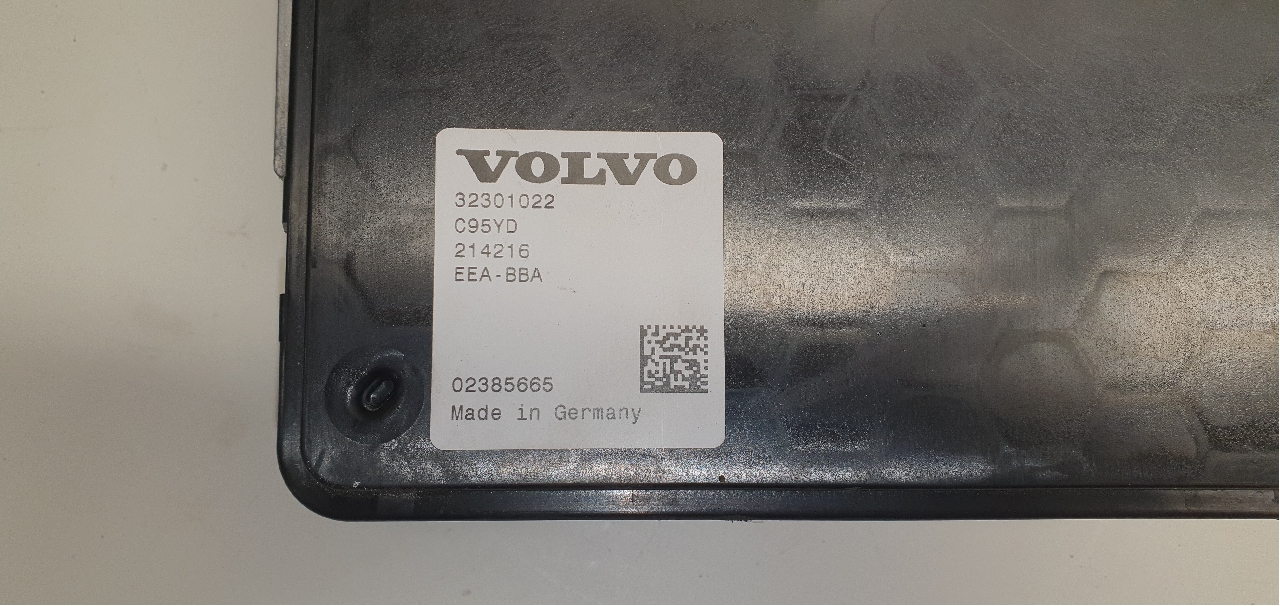 VOLVO
32301022
C95YD
214216
EEA-BBA
02385665
Made in Germany